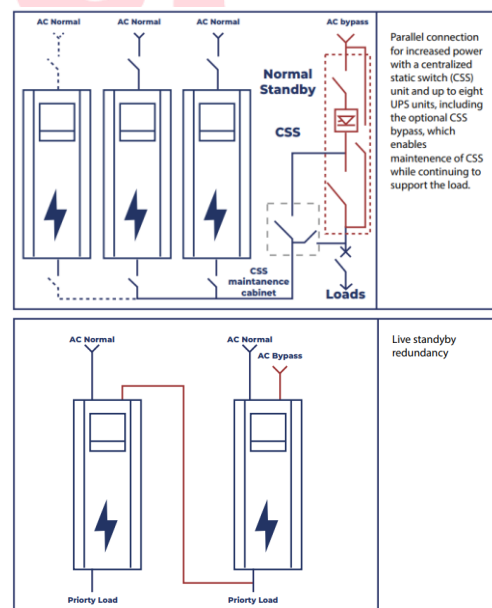 AC Normal
AC Normal
AC Normal
AC bypass
Normal
Standby
CSS
CSS
maintanence
cabinet
Loads
Parallel connection
for increased power
with a centralized
static switch (CSS)
unit and up to eight
UPS units, including
the optional CSS
bypass, which
enables
maintenence of CSS
while continuing to
support the load.
AC Normal
AC Normal
AC Bypass
Priorty Load
Priorty Load
Live standyby
redundancy